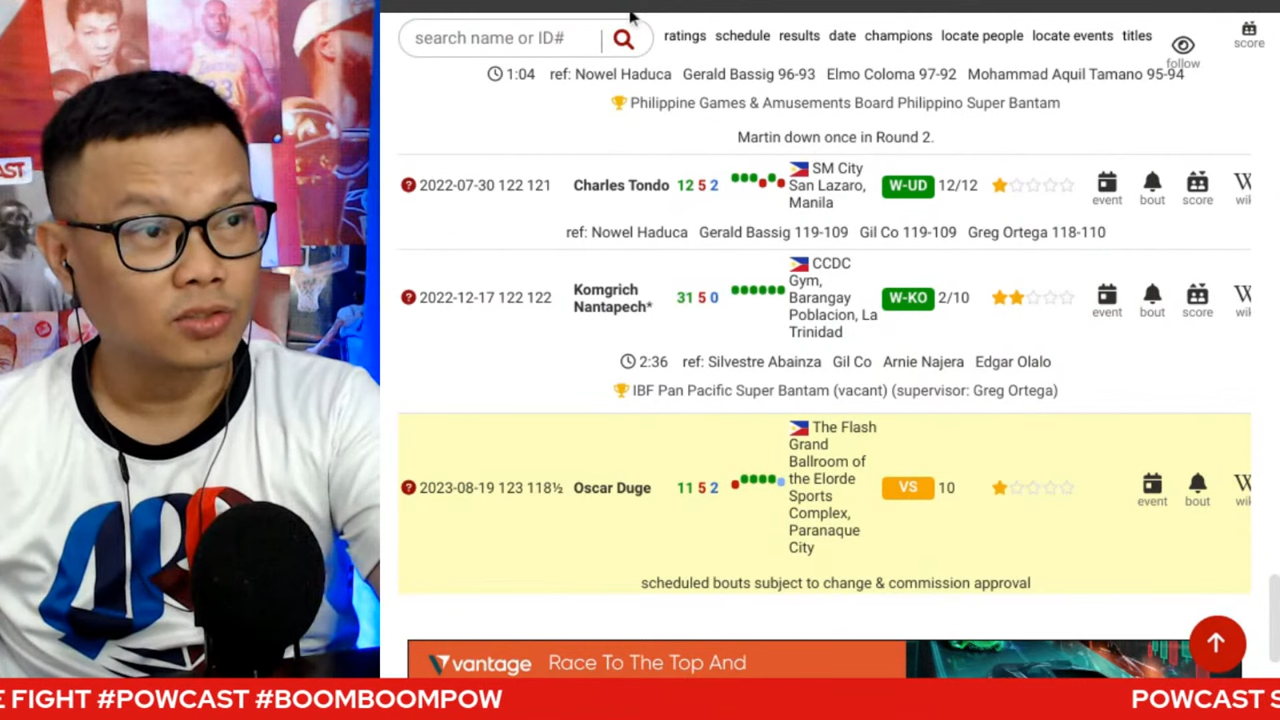 search name or ID#
ratings schedule results date champions locate people locate events titles
follow
score
1:04 ref: Nowel Haduca Gerald Bassig 96-93 Elmo Coloma 97-92 Mohammad Aquil Tamano 95-94
Philippine Games & Amusements Board Philippino Super Bantam
Martin down once in Round 2.
2022-07-30 122 121 Charles Tondo 12 5 2 SM City San Lazaro, Manila W-UD 12/12
event bout score wik
ref: Nowel Haduca Gerald Bassig 119-109 Gil Co 119-109 Greg Ortega 118-110
2022-12-17 122 122 Komgrich Nantapech* 31 5 0 CCDC Gym, Barangay Poblacion, La Trinidad W-KO 2/10
event bout score wik
2:36 ref: Silvestre Abainza Gil Co Arnie Najera Edgar Olalo
IBF Pan Pacific Super Bantam (vacant) (supervisor: Greg Ortega)
2023-08-19 123 118½ Oscar Duge 11 5 2 The Flash Grand Ballroom of the Elorde Sports Complex, Paranaque City VS 10
event bout wik
scheduled bouts subject to change & commission approval
vantage Race To The Top And
E FIGHT #POWCAST #BOOMBOOMPOW POWCAST S